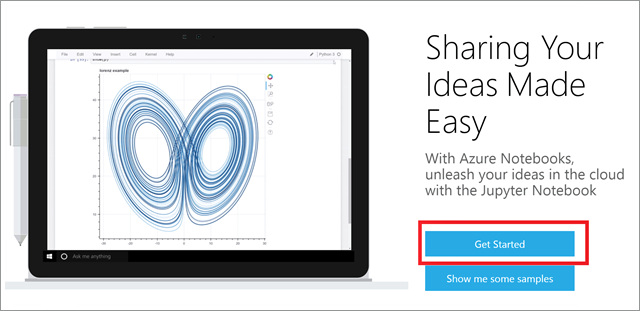 File Edit View Insert Cell Kernel Help
Python 3
lorenz example
Ask me anything
Sharing Your
Ideas Made
Easy
With Azure Notebooks,
unleash your ideas in the cloud
with the Jupyter Notebook
Get Started
Show me some samples